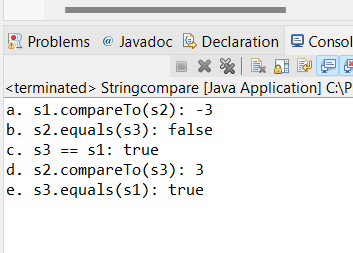 Problems @ Javadoc Declaration Consol
<terminated> Stringcompare [Java Application] C:\P
a. s1.compareTo(s2): -3
b. s2.equals(s3): false
c. s3 == s1: true
d. s2.compareTo(s3): 3
e. s3.equals(s1): true